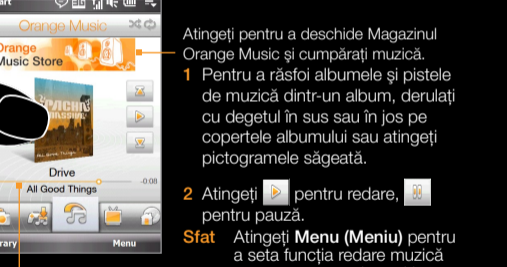 Orange Music
Orange
Music Store
Drive
-0:08
All Good Things
Menu
Atingeţi pentru a deschide Magazinul
Orange Music şi cumpăraţi muzică.
1 Pentru a răsfoi albumele şi pistele
de muzică dintr-un album, derulaţi
cu degetul în sus sau în jos pe
copertele albumului sau atingeţi
pictogramele săgeată.
2 Atingeţi pentru redare,
pentru pauză.
Sfat Atingeţi Menu (Meniu) pentru
a seta funcţia redare muzică